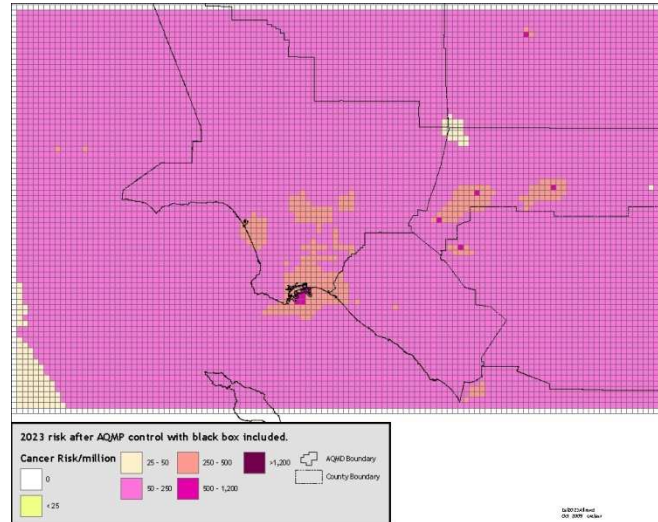 2023 risk after AQMP control with black box included.
Cancer Risk/million
25 - 50
250 - 500
>1,200
AQMD Boundary
0
50 - 250
500 - 1,200
County Boundary
<25